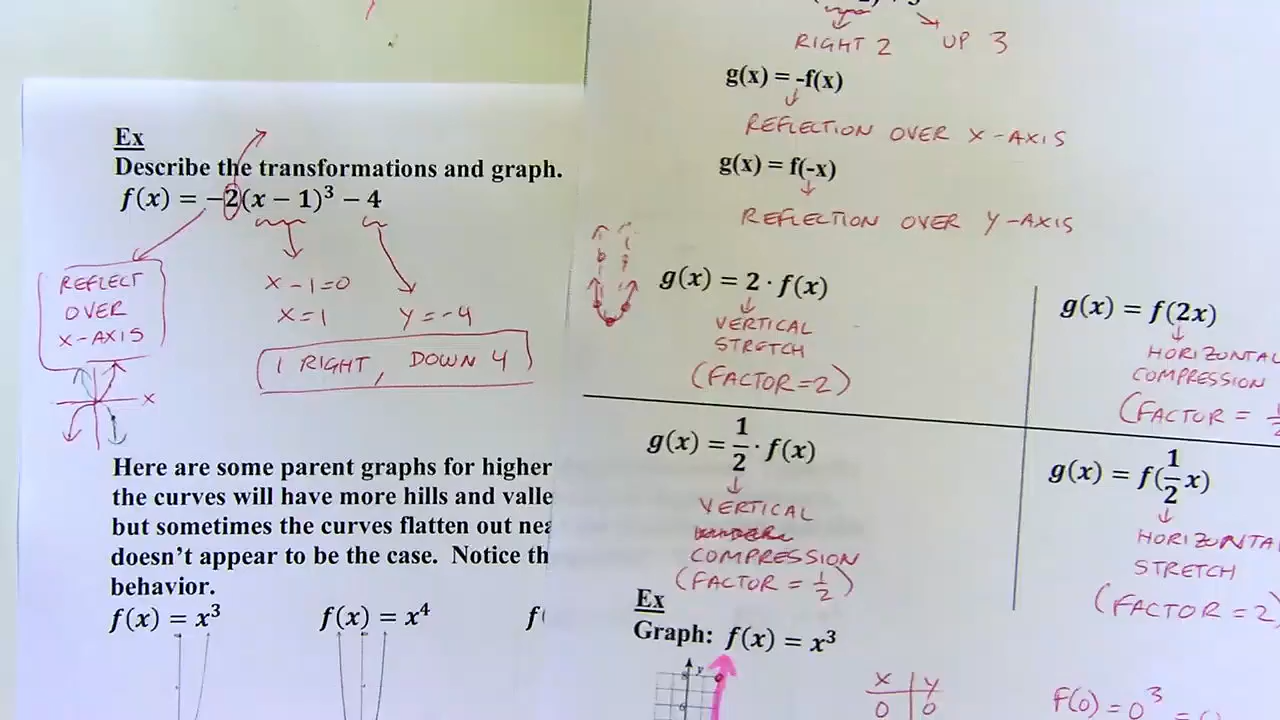 Ex
Describe the transformations and graph.
f(x) = −2(x − 1)³ − 4
REFLECT
OVER
X-AXIS
X
X - 1 = 0
X = 1
Y = -4
1 RIGHT, DOWN 4
Here are some parent graphs for higher
the curves will have more hills and valle
but sometimes the curves flatten out nea
doesn't appear to be the case. Notice th
behavior.
f(x) = x³
f(x) = x⁴
f(
RIGHT 2
UP 3
g(x) = -f(x)
REFLECTION OVER X-AXIS
g(x) = f(-x)
REFLECTION OVER Y-AXIS
g(x) = 2 · f(x)
VERTICAL
STRETCH
(FACTOR = 2)
g(x) = f(2x)
HORIZONTAL
COMPRESSION
(FACTOR = 1/2
g(x) = 1/2 · f(x)
VERTICAL
COMPRESSION
(FACTOR = 1/2)
g(x) = f(1/2 x)
HORIZONTA
STRETCH
(FACTOR = 2)
Ex
Graph: f(x) = x³
y
X Y
0 0
F(0) = 0³ =